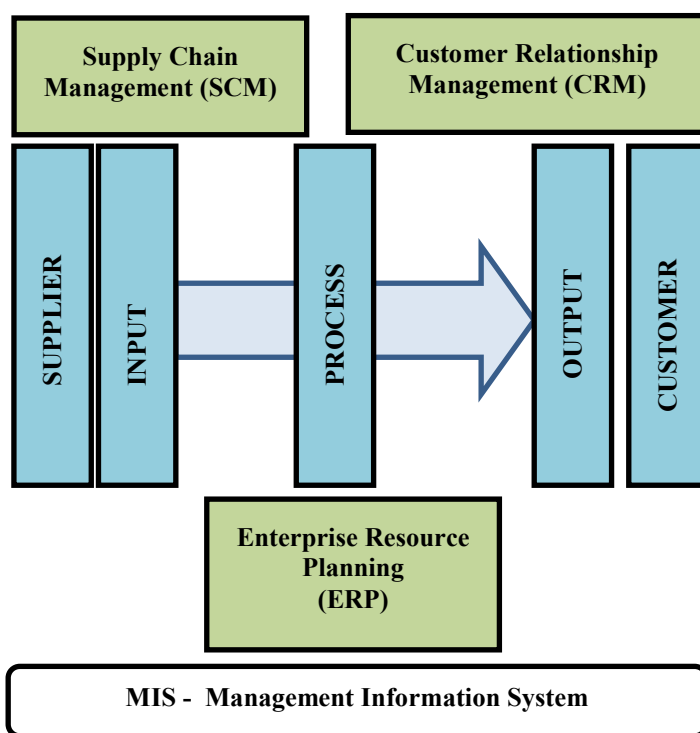 Supply Chain
Management (SCM)
Customer Relationship
Management (CRM)
SUPPLIER
INPUT
PROCESS
OUTPUT
CUSTOMER
Enterprise Resource
Planning
(ERP)
MIS - Management Information System